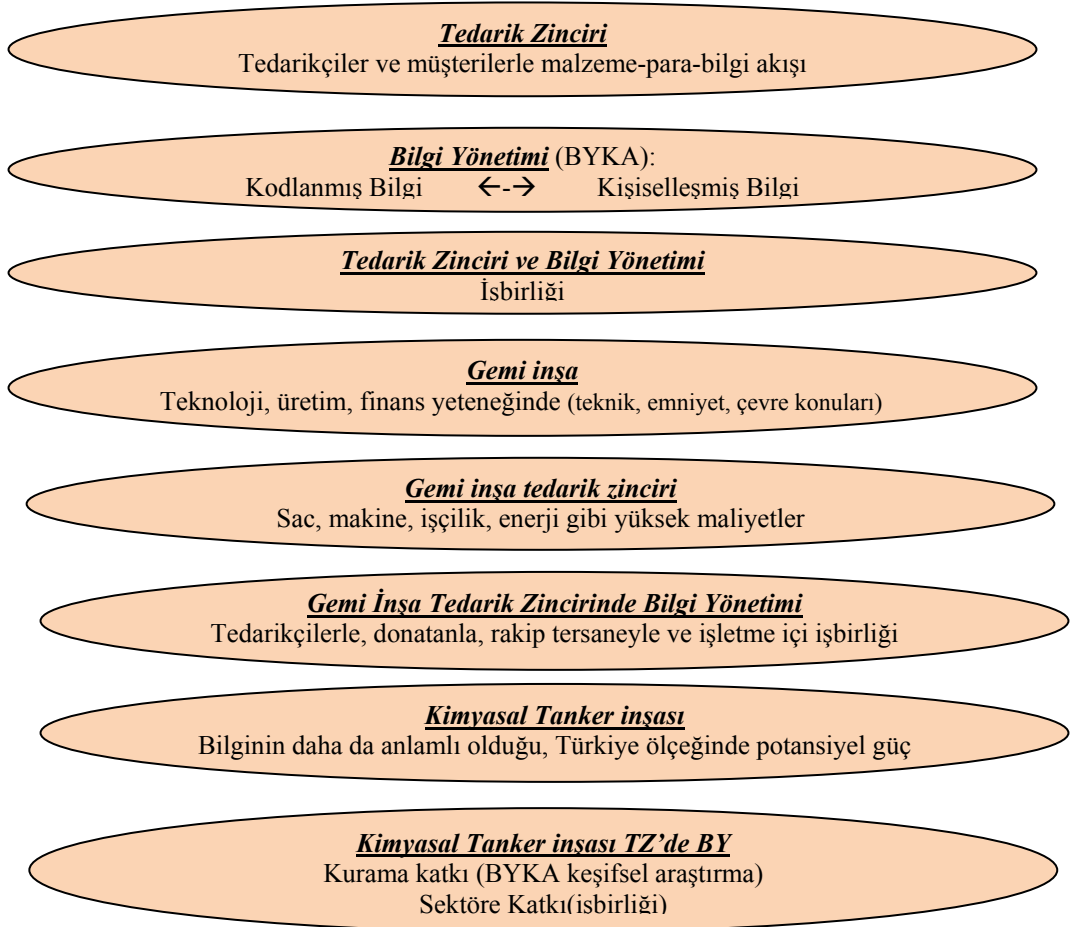 Tedarik Zinciri
Tedarikçiler ve müşterilerle malzeme-para-bilgi akışı
Bilgi Yönetimi (BYKA):
Kodlanmış Bilgi ←-→ Kişiselleşmiş Bilgi
Tedarik Zinciri ve Bilgi Yönetimi
İşbirliği
Gemi inşa
Teknoloji, üretim, finans yeteneğinde (teknik, emniyet, çevre konuları)
Gemi inşa tedarik zinciri
Sac, makine, işçilik, enerji gibi yüksek maliyetler
Gemi İnşa Tedarik Zincirinde Bilgi Yönetimi
Tedarikçilerle, donatanla, rakip tersaneyle ve işletme içi işbirliği
Kimyasal Tanker inşası
Bilginin daha da anlamlı olduğu, Türkiye ölçeğinde potansiyel güç
Kimyasal Tanker inşası TZ’de BY
Kurama katkı (BYKA keşifsel araştırma)
Sektöre Katkı(işbirliği)